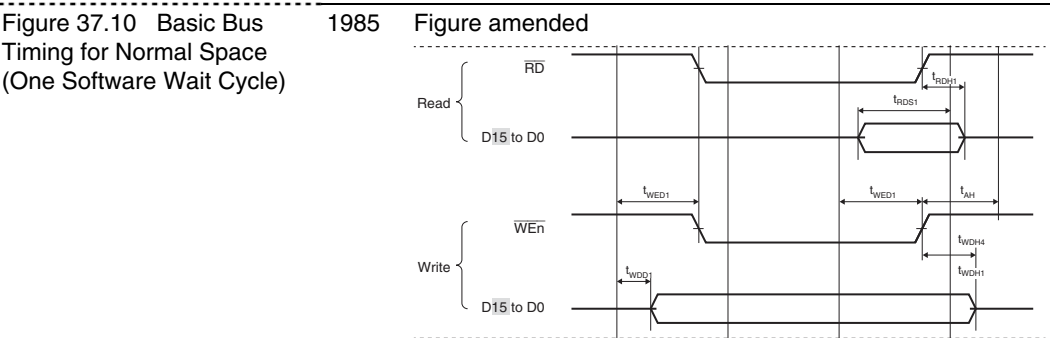 Figure 37.10 Basic Bus Timing for Normal Space (One Software Wait Cycle)
1985
Figure amended
RD
Read
tRDH1
tRDS1
D15 to D0
tWED1
tWED1
tAH
WEn
Write
tWDH4
tWDD1
tWDH1
D15 to D0